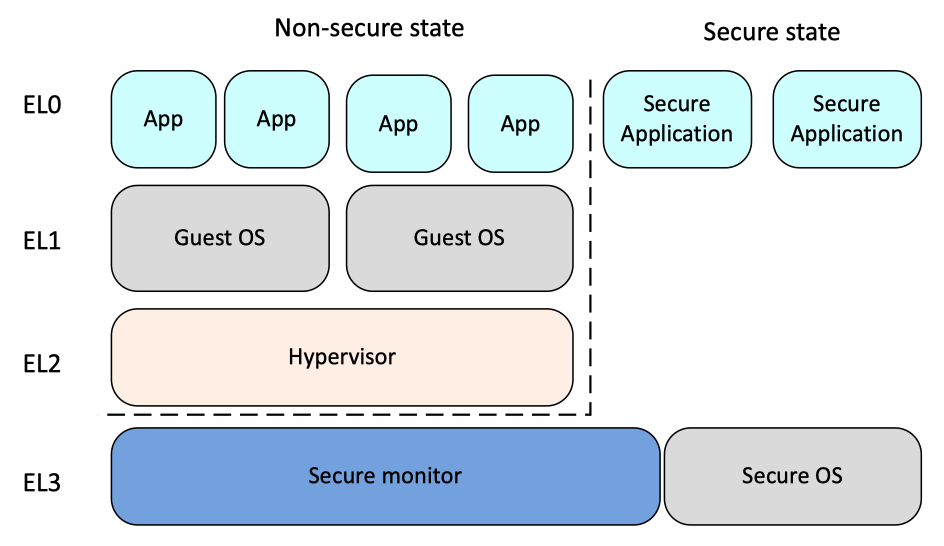 Non-secure state
Secure state
EL0
App
App
App
App
Secure
Application
Secure
Application
EL1
Guest OS
Guest OS
EL2
Hypervisor
EL3
Secure monitor
Secure OS